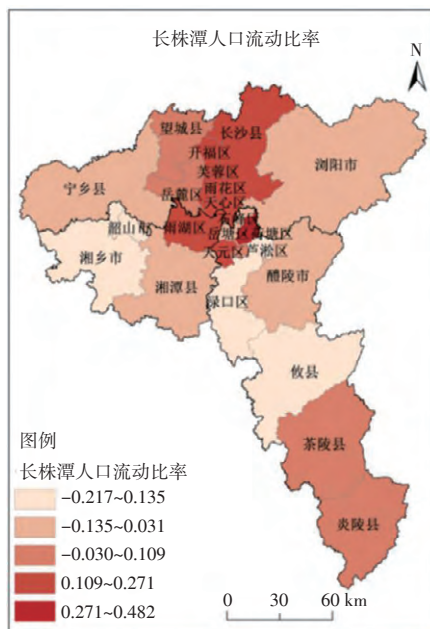 长株潭人口流动比率
N
望城县
长沙县
开福区
浏阳市
芙蓉区
宁乡县
岳麓区
雨花区
天心区
韶山市
雨湖区
岳塘区
荷塘区
湘乡市
天元区
芦淞区
湘潭县
醴陵市
渌口区
攸县
图例
茶陵县
长株潭人口流动比率
-0.217~0.135
-0.135~0.031
-0.030~0.109
炎陵县
0.109~0.271
0.271~0.482
0 30 60 km